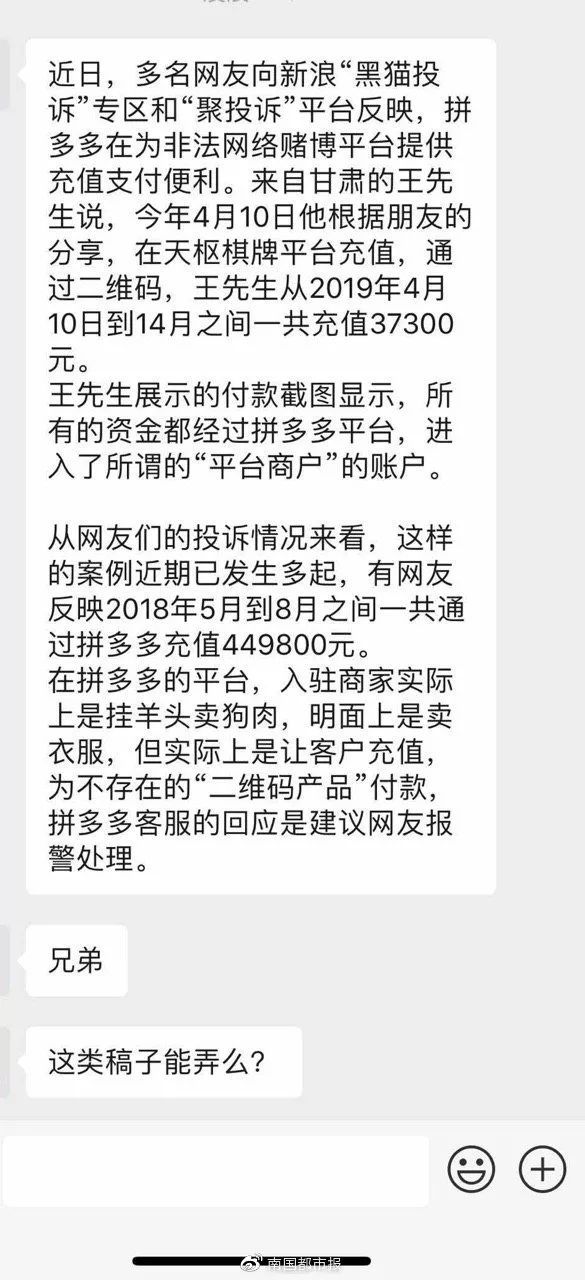 近日，多名网友向新浪“黑猫投
诉”专区和“聚投诉”平台反映，拼
多多在为非法网络赌博平台提供
充值支付便利。来自甘肃的王先
生说，今年4月10日他根据朋友的
分享，在天枢棋牌平台充值，通
过二维码，王先生从2019年4月
10日到14月之间一共充值37300
元。
王先生展示的付款截图显示，所
有的资金都经过拼多多平台，进
入了所谓的“平台商户”的账户。
从网友们的投诉情况来看，这样
的案例近期已发生多起，有网友
反映2018年5月到8月之间一共通
过拼多多充值449800元。
在拼多多的平台，入驻商家实际
上是挂羊头卖狗肉，明面上是卖
衣服，但实际上是让客户充值，
为不存在的“二维码产品”付款，
拼多多客服的回应是建议网友报
警处理。
兄弟
这类稿子能弄么？
南国都市报